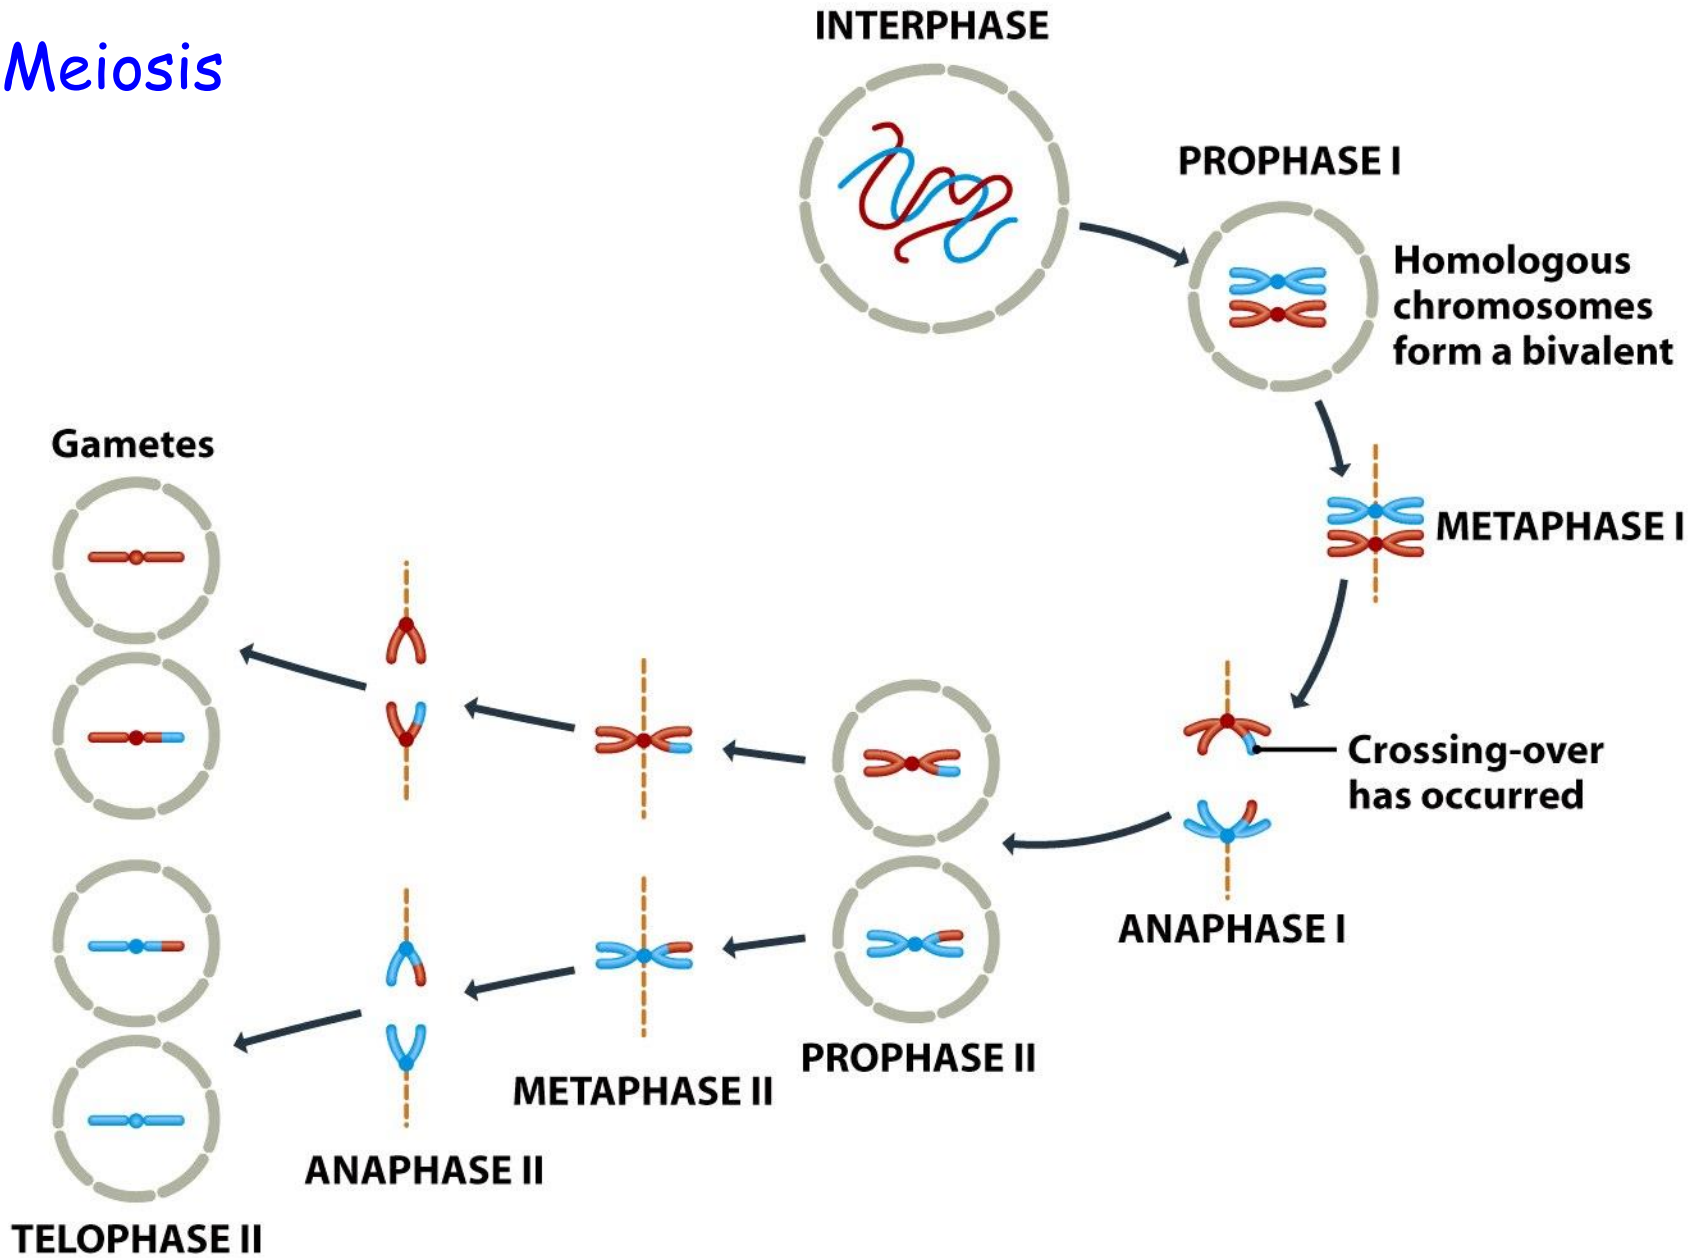 Meiosis
INTERPHASE
PROPHASE I
Homologous
chromosomes
form a bivalent
METAPHASE I
Crossing-over
has occurred
ANAPHASE I
PROPHASE II
METAPHASE II
ANAPHASE II
Gametes
TELOPHASE II